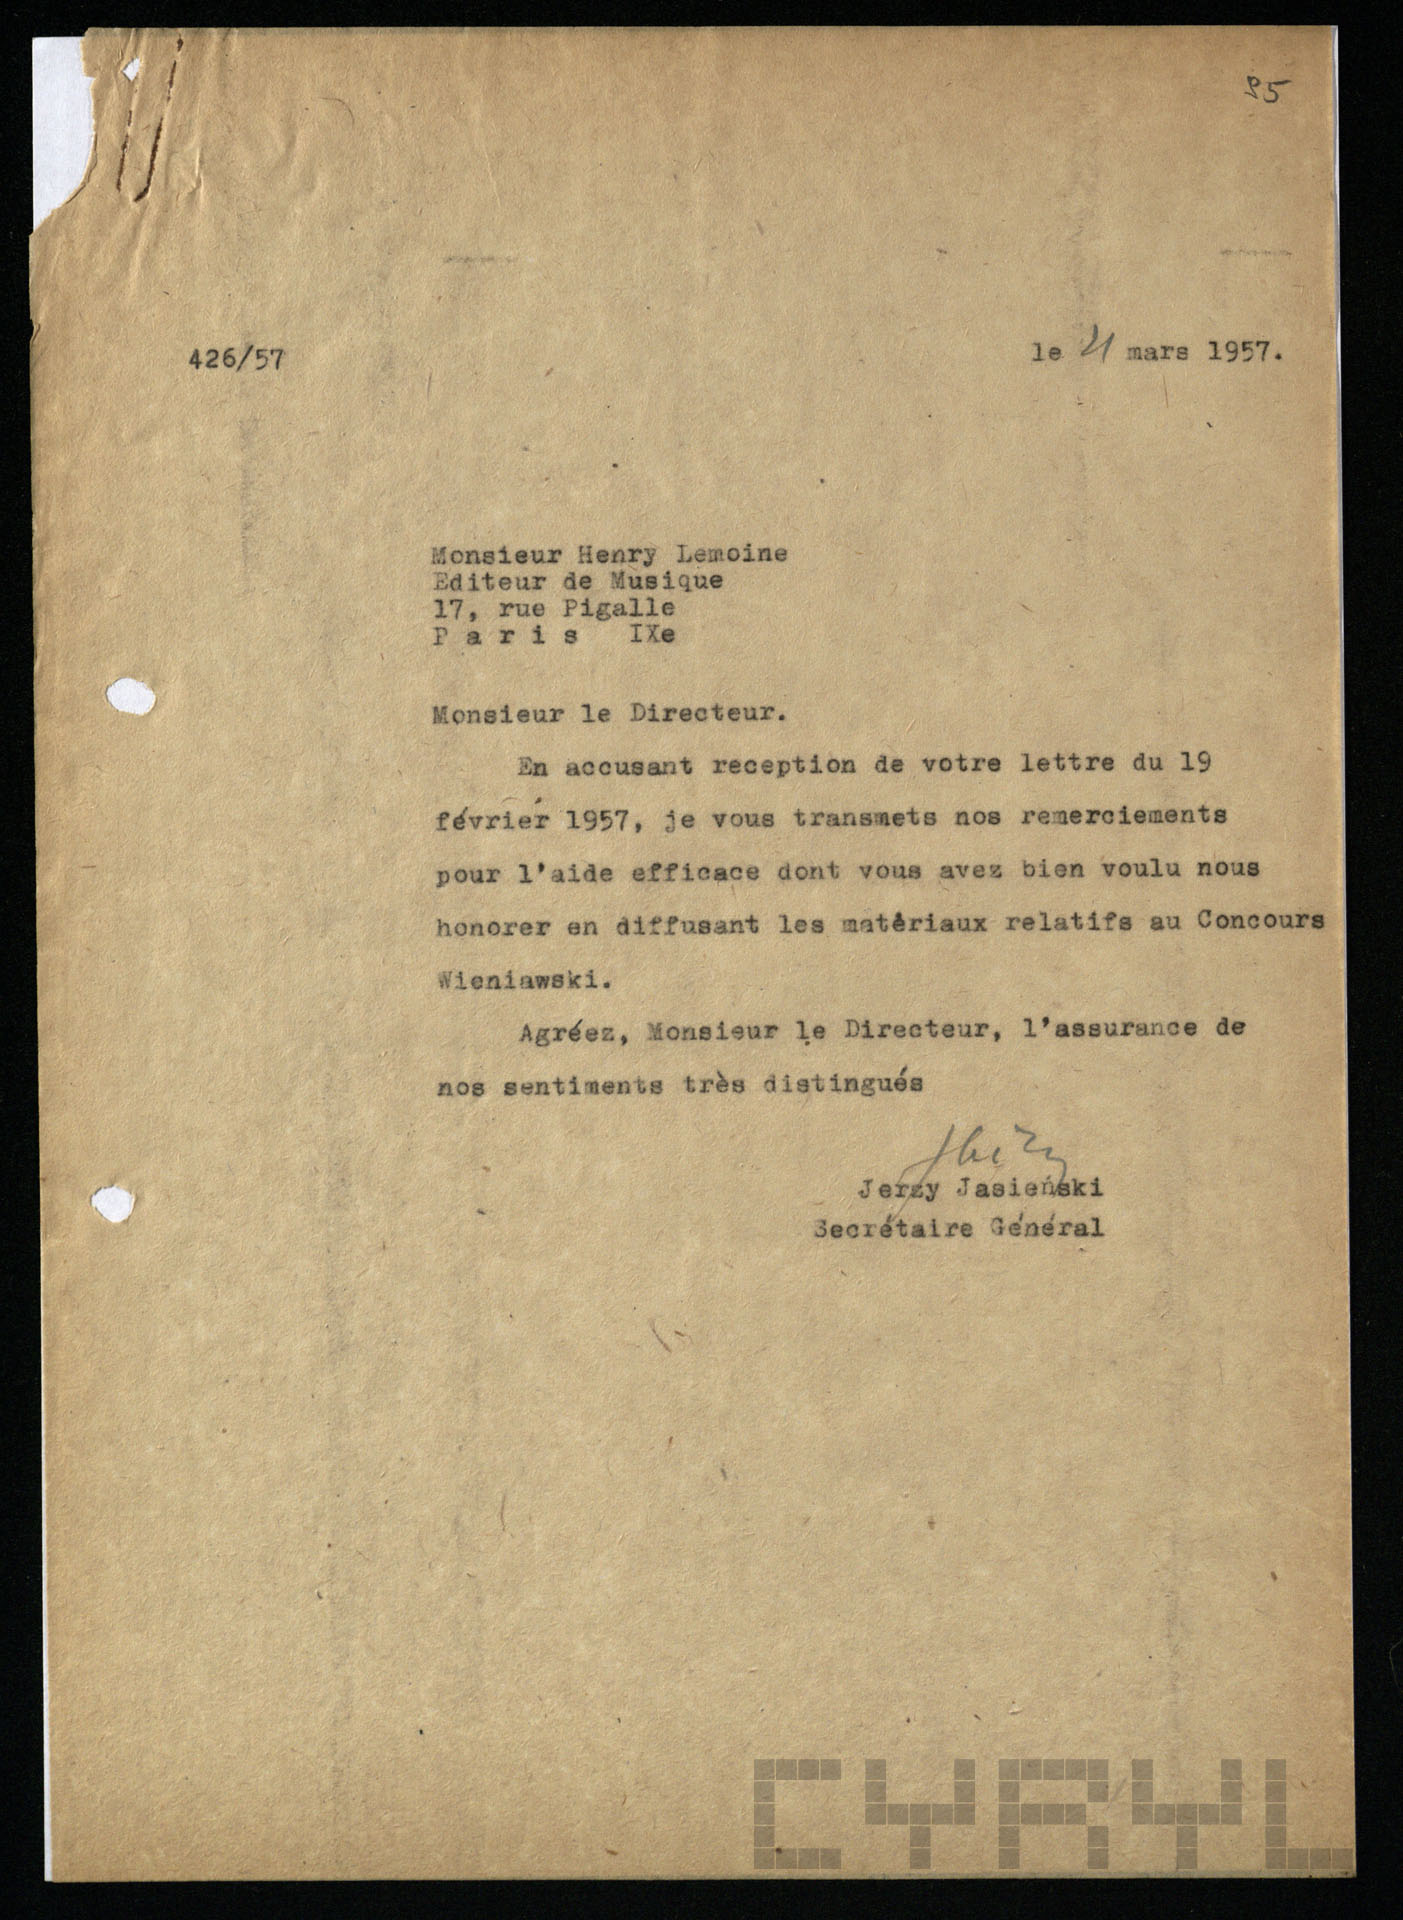 85
426/57
le 21 mars 1957.
Monsieur Henry Lemoine
Editeur de Musique
17, rue Pigalle
P a r i s IXe
Monsieur le Directeur.
En accusant reception de votre lettre du 19
février 1957, je vous transmets nos remerciements
pour l'aide efficace dont vous avez bien voulu nous
honorer en diffusant les matériaux relatifs au Concours
Wieniawski.
Agréez, Monsieur le Directeur, l'assurance de
nos sentiments très distingués
Jerzy Jasieński
Secrétaire Général
CYRYL